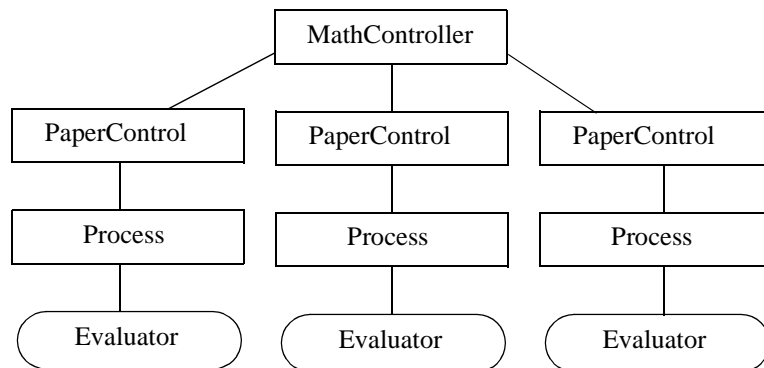 MathController
PaperControl PaperControl PaperControl
Process Process Process
Evaluator Evaluator Evaluator